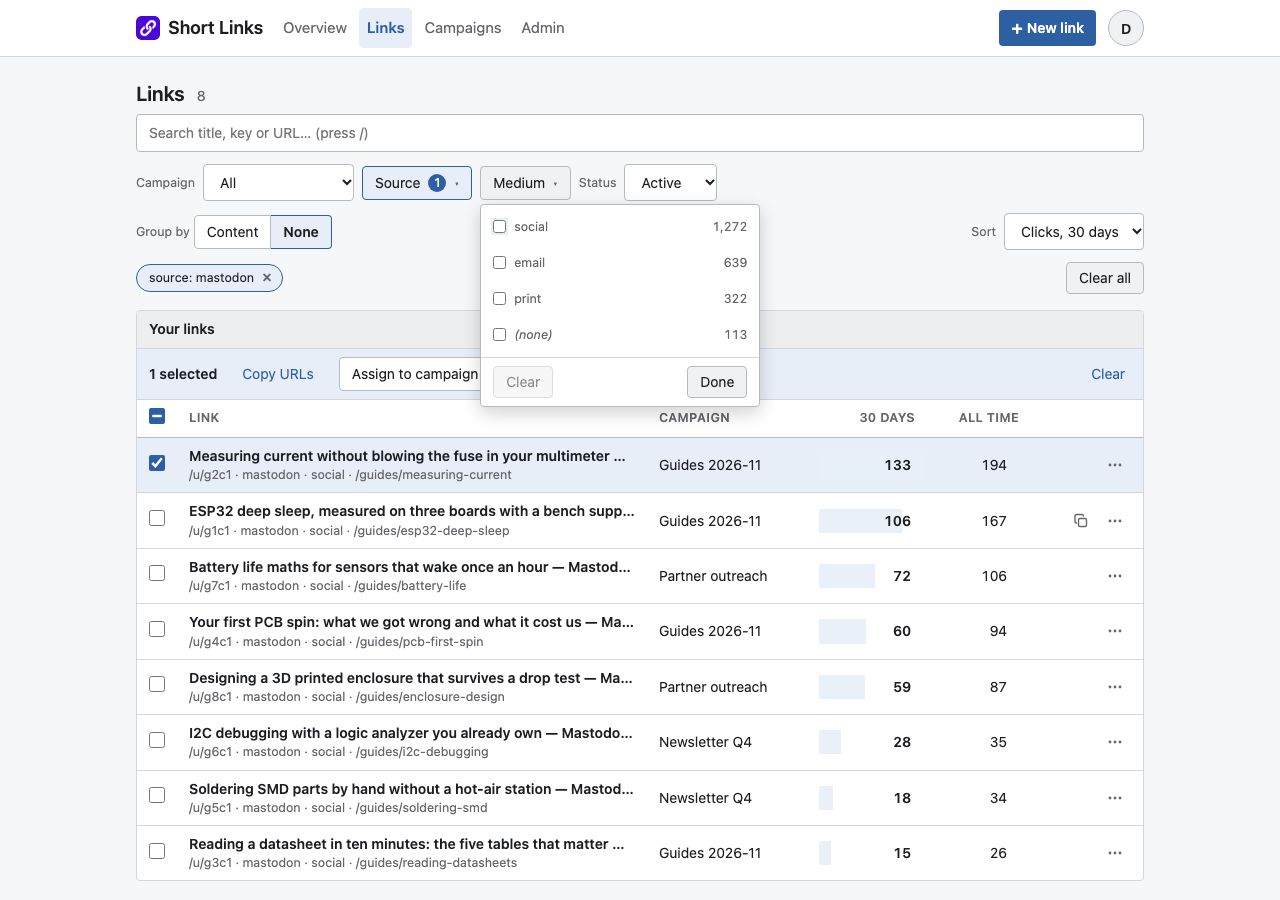 Short Links
Overview
Links
Campaigns
Admin
+ New link
D
Links 8
Search title, key or URL... (press /)
Campaign All Source 1 Medium Status Active
Group by Content None Sort Clicks, 30 days
source: mastodon × Clear all
social 1,272
email 639
print 322
(none) 113
Clear Done
Your links
1 selected Copy URLs Assign to campaign Clear
LINK CAMPAIGN 30 DAYS ALL TIME
Measuring current without blowing the fuse in your multimeter ...
/u/g2c1 · mastodon · social · /guides/measuring-current
Guides 2026-11 133 194
ESP32 deep sleep, measured on three boards with a bench supp...
/u/g1c1 · mastodon · social · /guides/esp32-deep-sleep
Guides 2026-11 106 167
Battery life maths for sensors that wake once an hour — Mastod...
/u/g7c1 · mastodon · social · /guides/battery-life
Partner outreach 72 106
Your first PCB spin: what we got wrong and what it cost us — Ma...
/u/g4c1 · mastodon · social · /guides/pcb-first-spin
Guides 2026-11 60 94
Designing a 3D printed enclosure that survives a drop test — Ma...
/u/g8c1 · mastodon · social · /guides/enclosure-design
Partner outreach 59 87
I2C debugging with a logic analyzer you already own — Mastodo...
/u/g6c1 · mastodon · social · /guides/i2c-debugging
Newsletter Q4 28 35
Soldering SMD parts by hand without a hot-air station — Mastod...
/u/g5c1 · mastodon · social · /guides/soldering-smd
Newsletter Q4 18 34
Reading a datasheet in ten minutes: the five tables that matter ...
/u/g3c1 · mastodon · social · /guides/reading-datasheets
Guides 2026-11 15 26